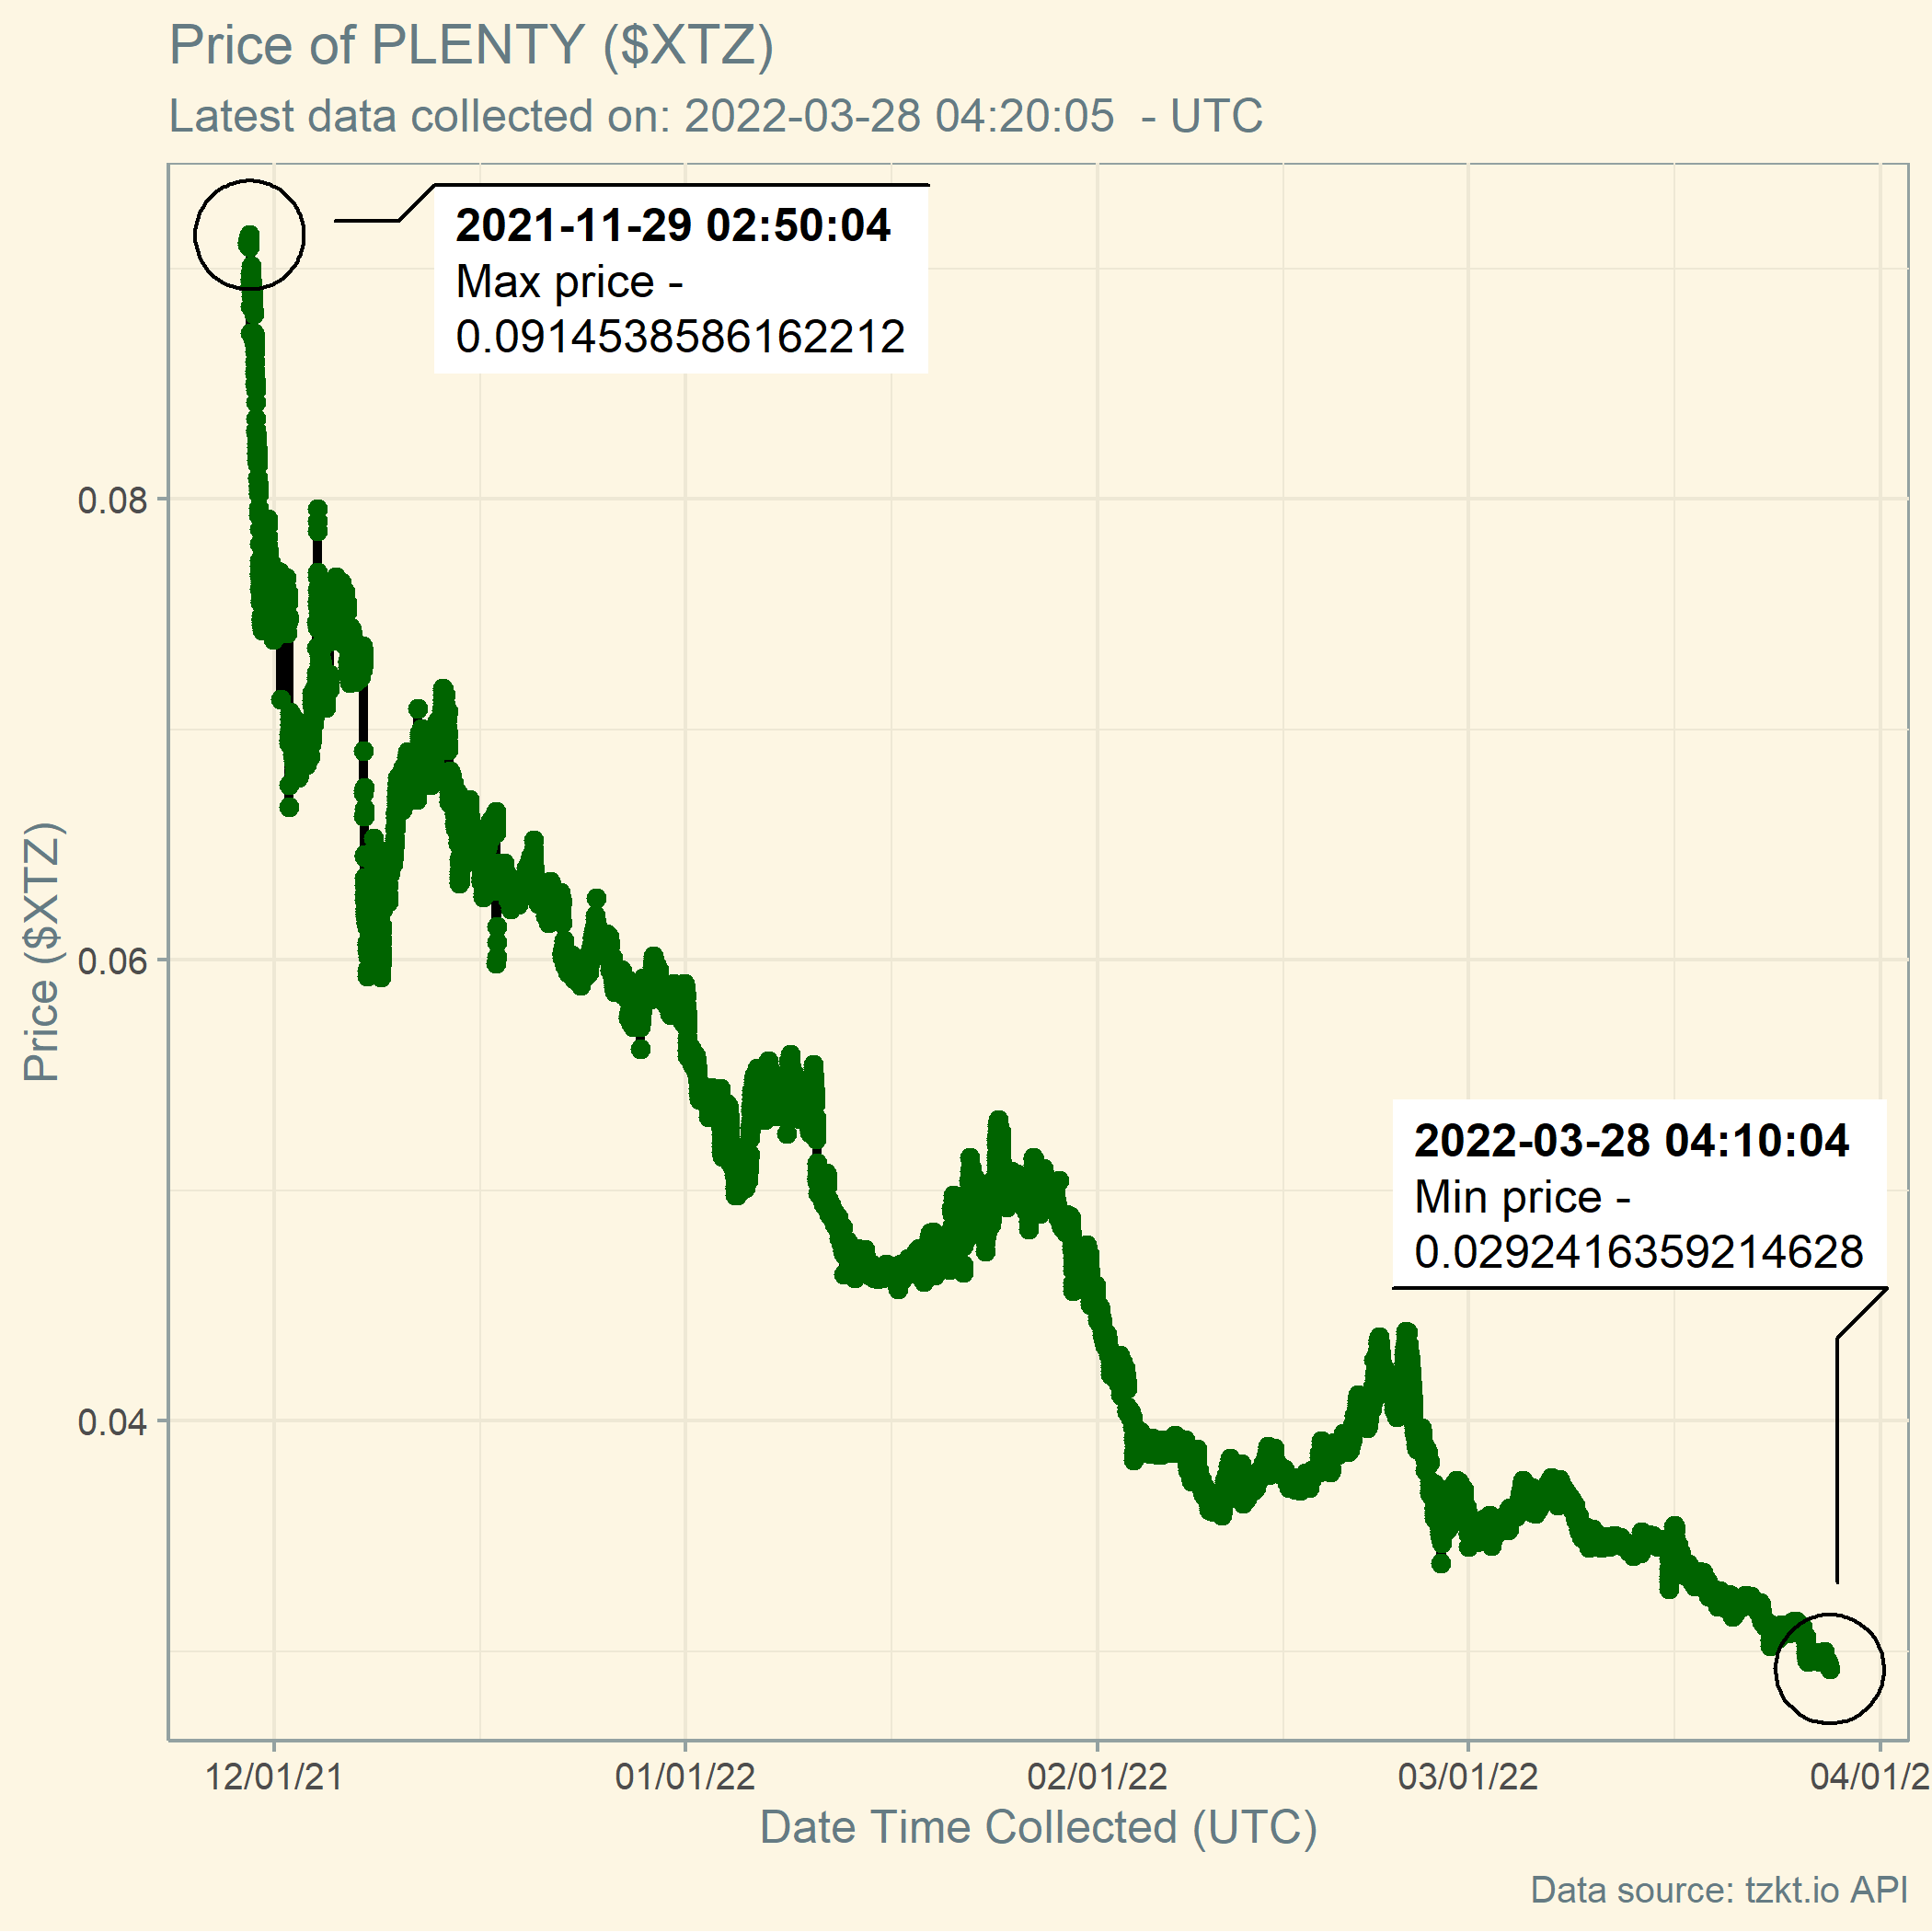 Price of PLENTY ($XTZ)
Latest data collected on: 2022-03-28 04:20:05  - UTC
2021-11-29 02:50:04
Max price -
0.0914538586162212
0.08
0.06
0.04
Price ($XTZ)
2022-03-28 04:10:04
Min price -
0.0292416359214628
12/01/21 01/01/22 02/01/22 03/01/22 04/01/2
Date Time Collected (UTC)
Data source: tzkt.io API